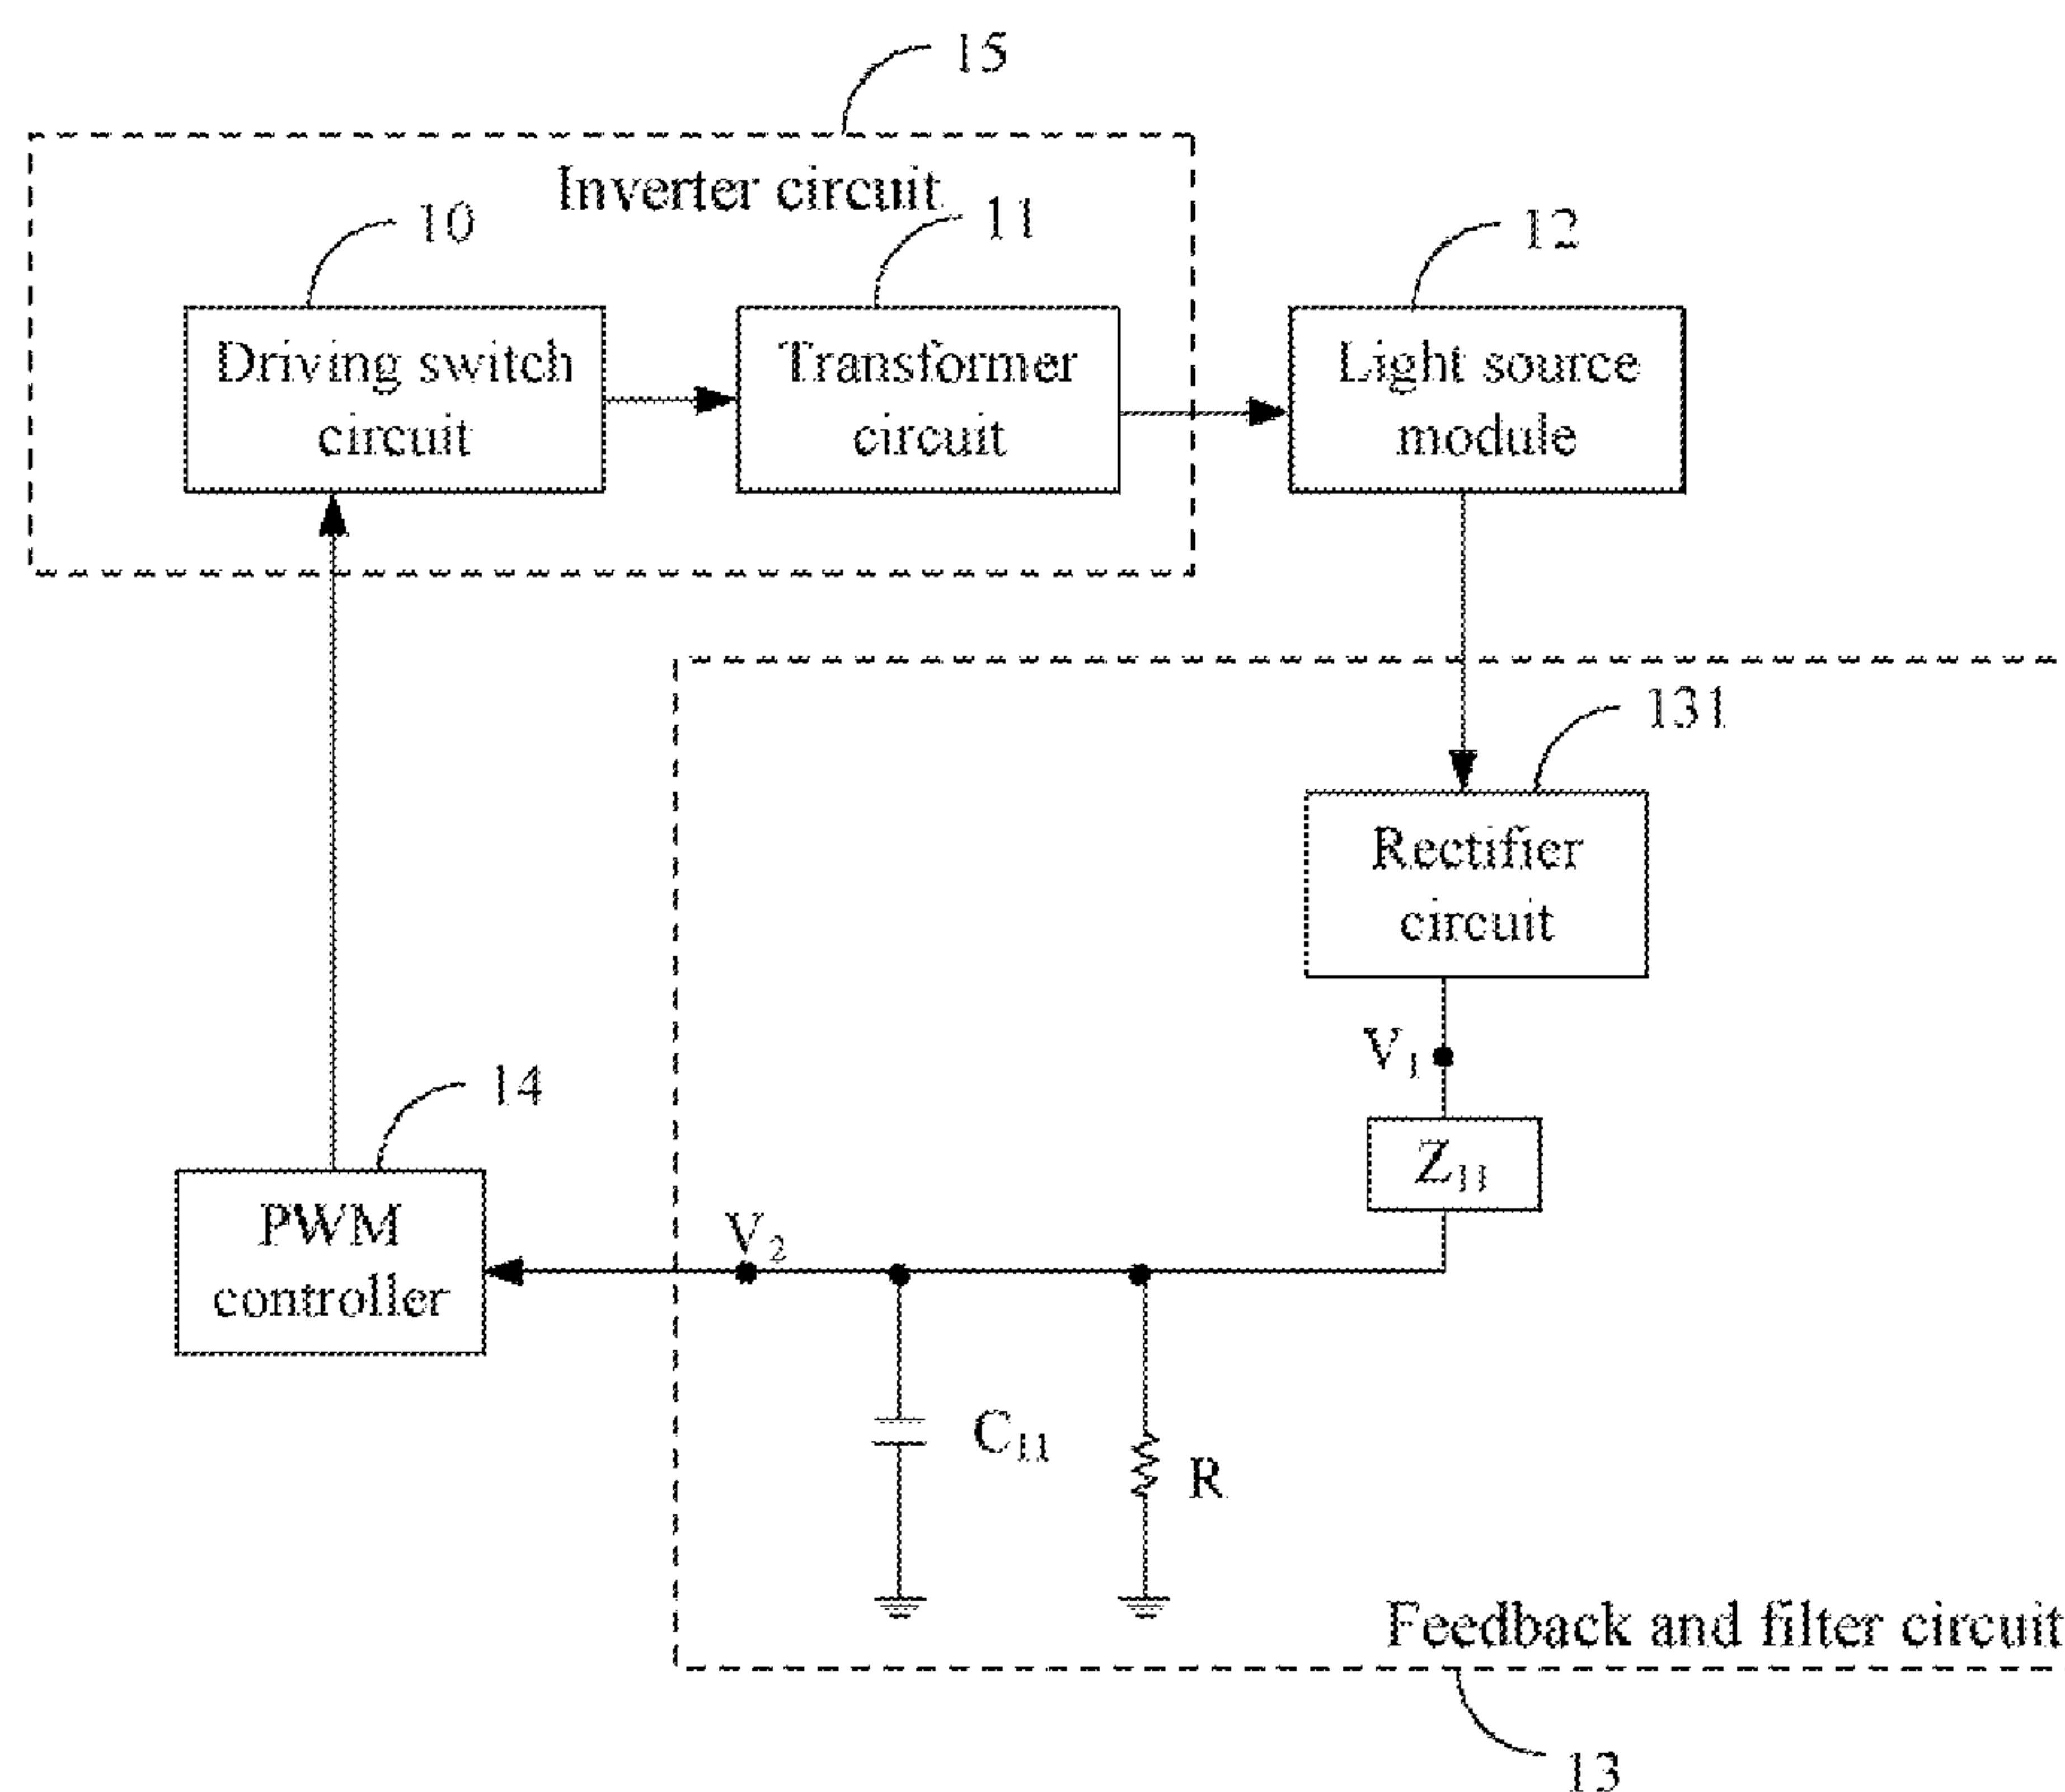 15
Inverter circuit
10
11
12
Driving switch
circuit
Transformer
circuit
Light source
module
131
Rectifier
circuit
V₁
14
Z₁₁
PWM
controller
V₂
C₁₁
R
Feedback and filter circuit
13